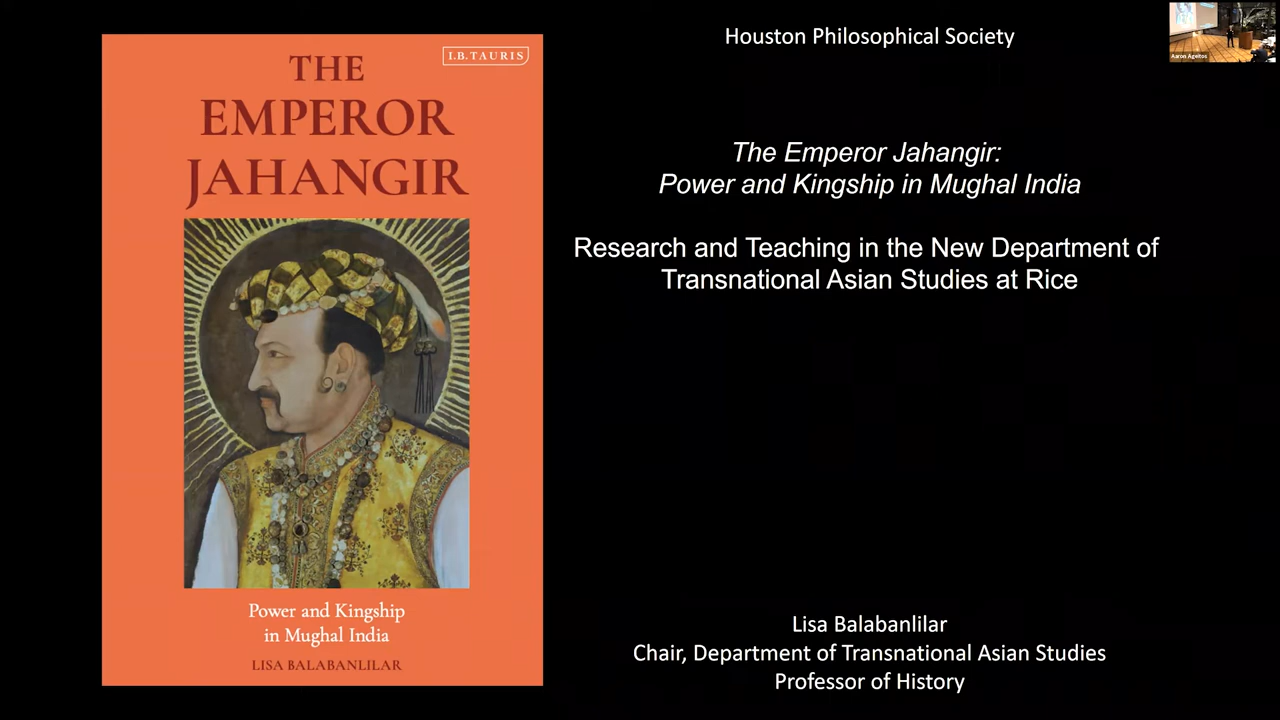 THE
EMPEROR
JAHANGIR
I.B.TAURIS
Power and Kingship
in Mughal India
LISA BALABANLILAR
Houston Philosophical Society
The Emperor Jahangir:
Power and Kingship in Mughal India
Research and Teaching in the New Department of
Transnational Asian Studies at Rice
Lisa Balabanlilar
Chair, Department of Transnational Asian Studies
Professor of History
Aaron Ageitos